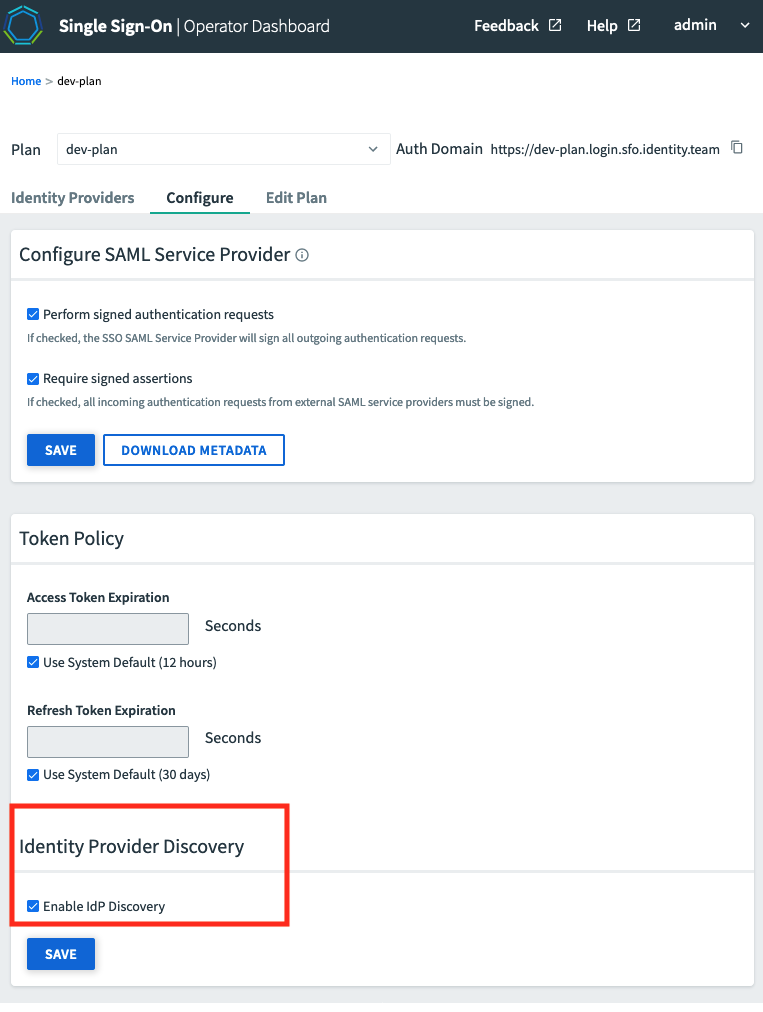 Single Sign-On | Operator Dashboard Feedback Help admin
Home > dev-plan
Plan dev-plan Auth Domain https://dev-plan.login.sfo.identity.team
Identity Providers Configure Edit Plan
Configure SAML Service Provider
Perform signed authentication requests
If checked, the SSO SAML Service Provider will sign all outgoing authentication requests.
Require signed assertions
If checked, all incoming authentication requests from external SAML service providers must be signed.
SAVE DOWNLOAD METADATA
Token Policy
Access Token Expiration
Seconds
Use System Default (12 hours)
Refresh Token Expiration
Seconds
Use System Default (30 days)
Identity Provider Discovery
Enable IdP Discovery
SAVE